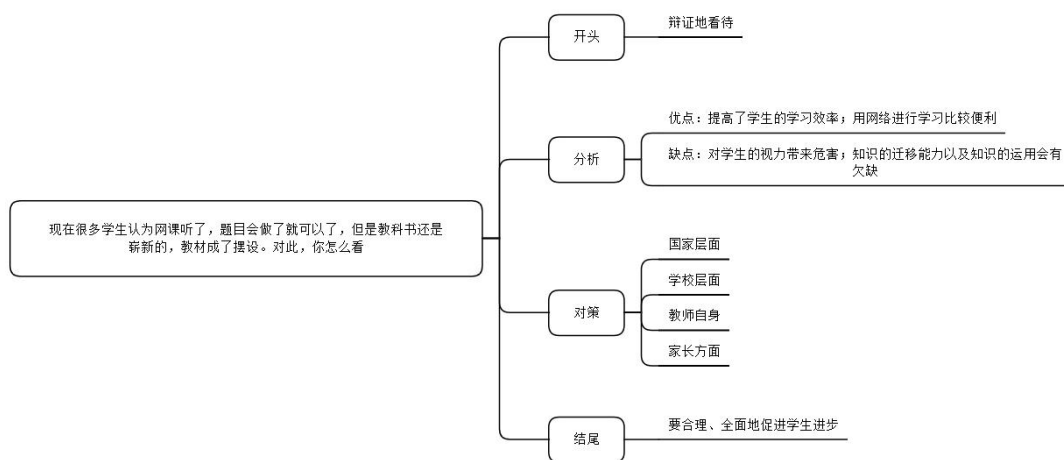 现在很多学生认为网课听了，题目会做了就可以了，但是教科书还是
崭新的，教材成了摆设。对此，你怎么看
开头
辩证地看待
分析
优点：提高了学生的学习效率；用网络进行学习比较便利
缺点：对学生的视力带来危害；知识的迁移能力以及知识的运用会有
欠缺
对策
国家层面
学校层面
教师自身
家长方面
结尾
要合理、全面地促进学生进步